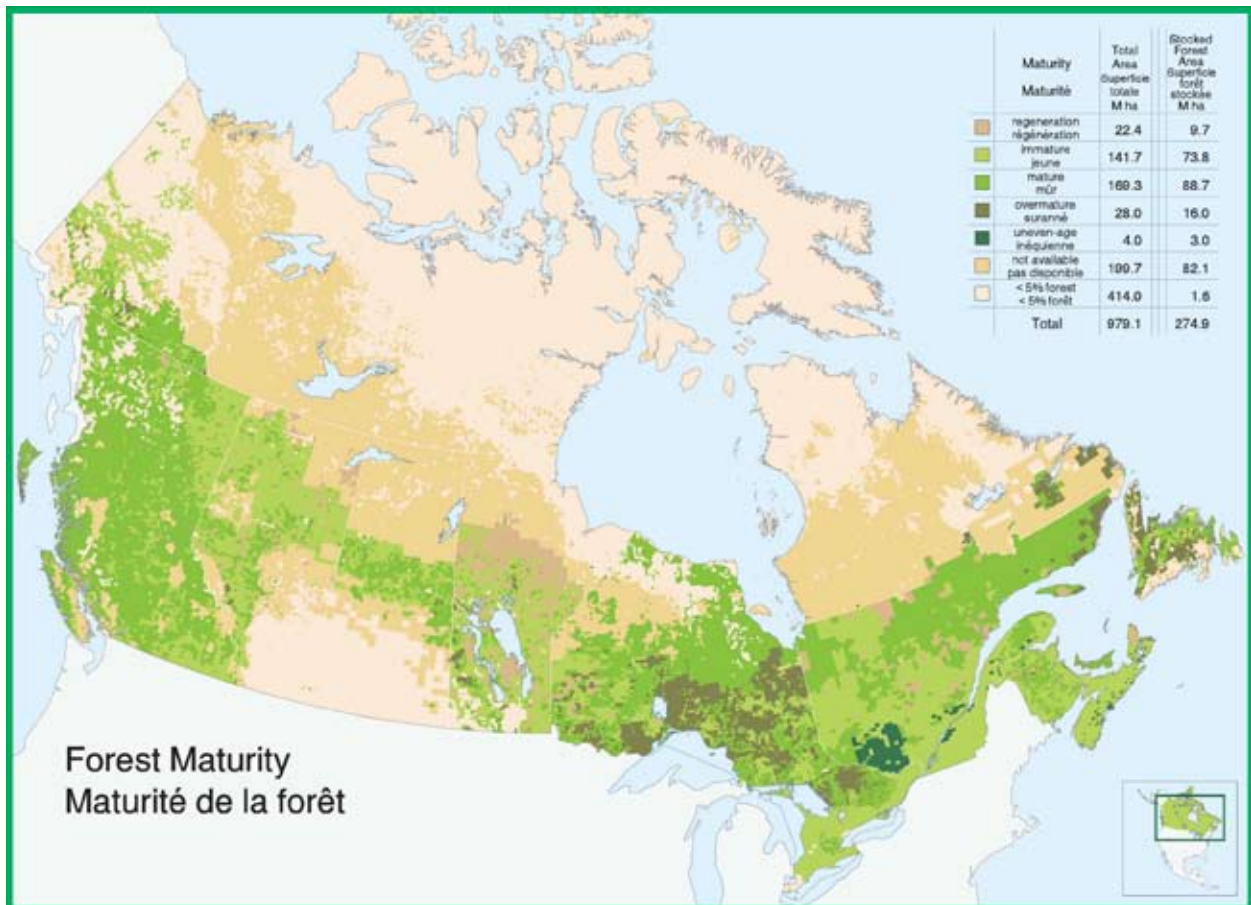 Maturity
Maturité
Total
Area
Superficie
totale
M ha
Stocked
Forest
Area
Superficie
forêt
stockée
M ha
regeneration
régénération
22.4
9.7
immature
jeune
141.7
73.8
mature
mûr
169.3
88.7
overmature
suranné
28.0
16.0
uneven-age
inéquienne
4.0
3.0
not available
pas disponible
199.7
82.1
< 5% forest
< 5% forêt
414.0
1.6
Total
979.1
274.9
Forest Maturity
Maturité de la forêt